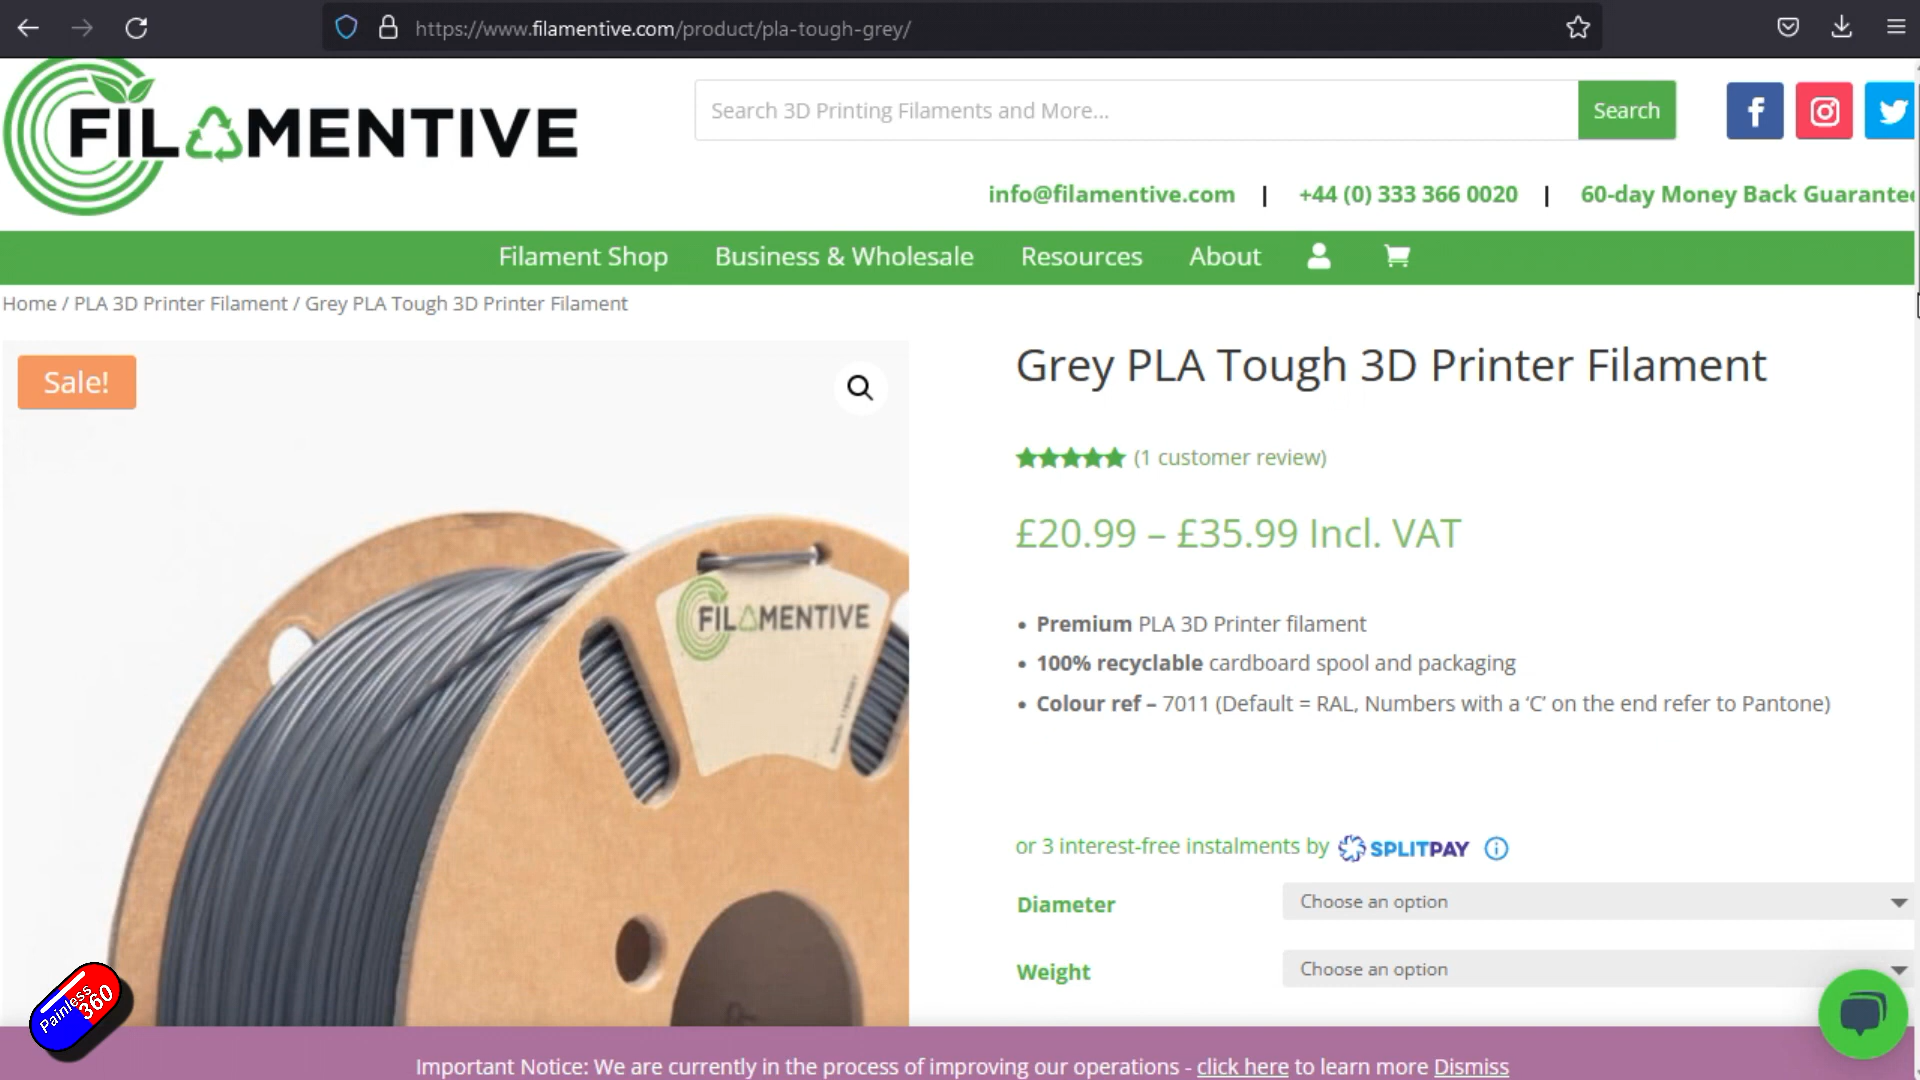 https://www.filamentive.com/product/pla-tough-grey/
FILAMENTIVE
Search 3D Printing Filaments and More...
Search
info@filamentive.com | +44 (0) 333 366 0020 | 60-day Money Back Guarantee
Filament Shop Business & Wholesale Resources About
Home / PLA 3D Printer Filament / Grey PLA Tough 3D Printer Filament
Sale!
Grey PLA Tough 3D Printer Filament
(1 customer review)
£20.99 – £35.99 Incl. VAT
FILAMENTIVE
• Premium PLA 3D Printer filament
• 100% recyclable cardboard spool and packaging
• Colour ref – 7011 (Default = RAL, Numbers with a ‘C’ on the end refer to Pantone)
or 3 interest-free instalments by SPLITPAY
Diameter Choose an option
Weight Choose an option
Painless
360
Important Notice: We are currently in the process of improving our operations - click here to learn more Dismiss